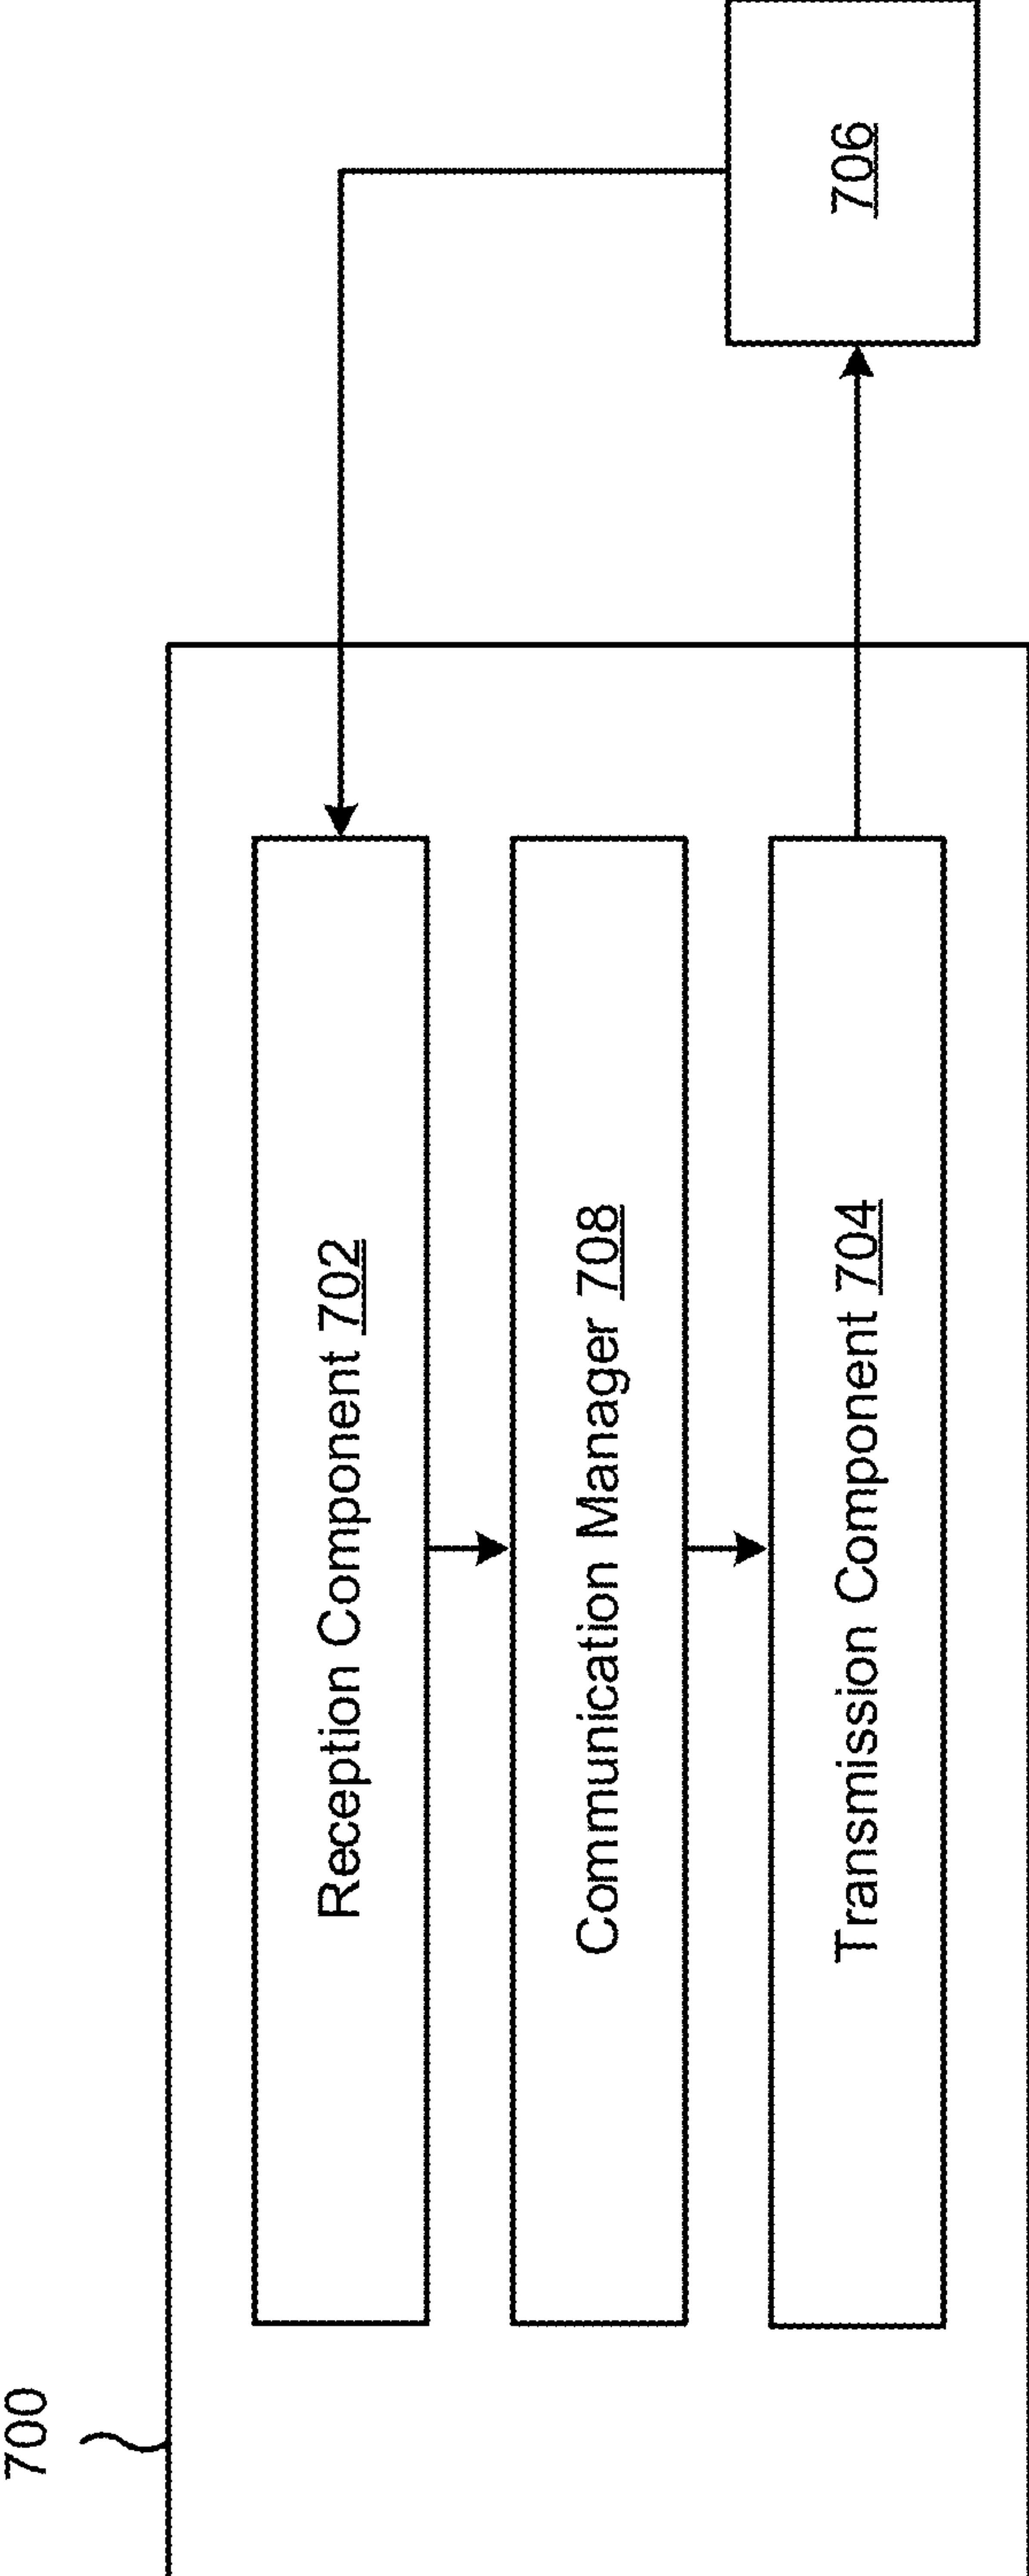 700
Reception Component 702
Communication Manager 708
Transmission Component 704
706